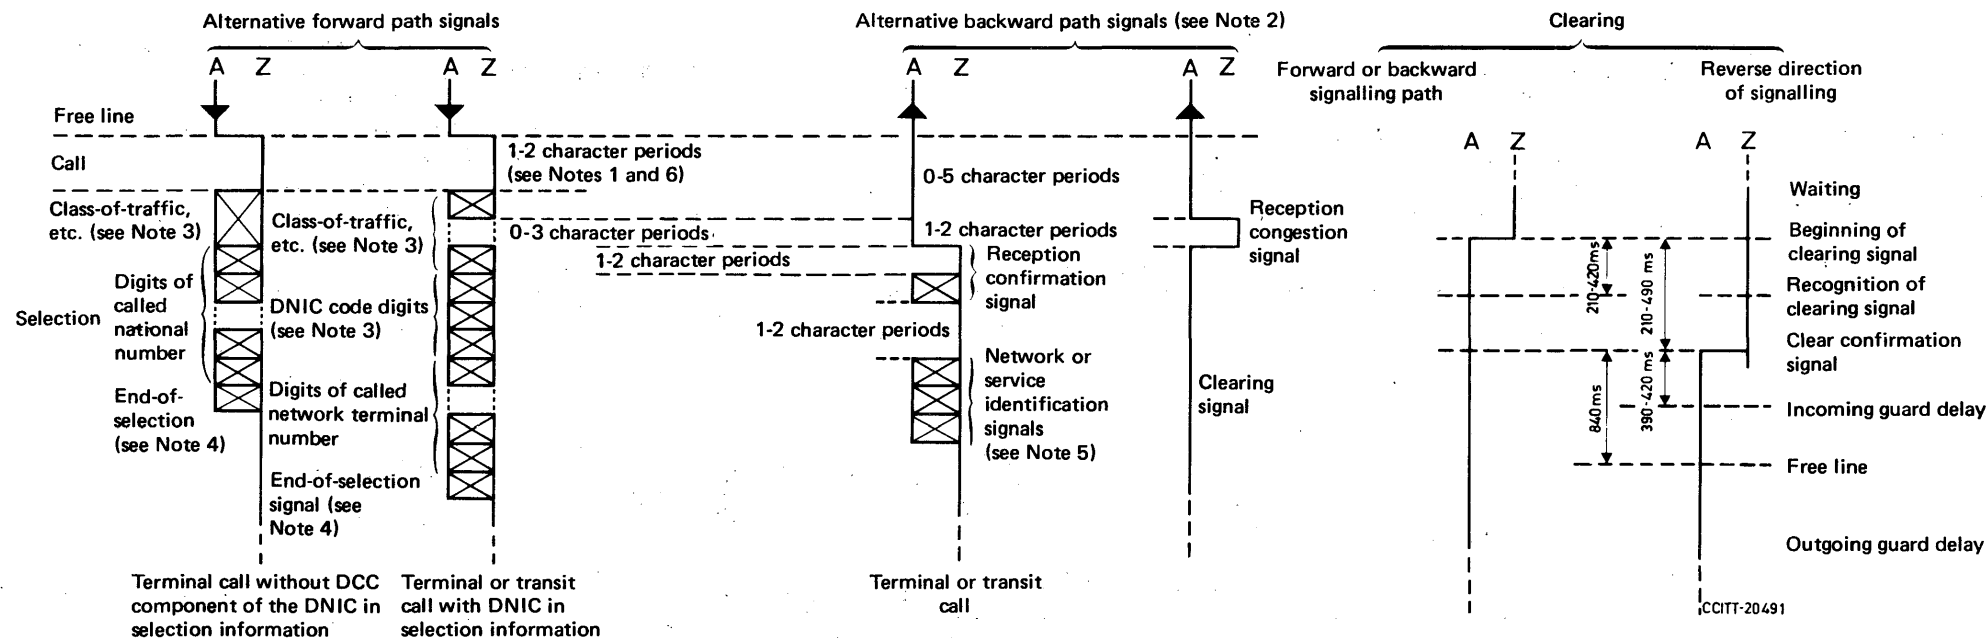 Alternative forward path signals
A Z
A Z
Free line
Call
1-2 character periods
(see Notes 1 and 6)
Class-of-traffic,
etc. (see Note 3)
Class-of-traffic,
etc. (see Note 3)
0-3 character periods
1-2 character periods
Selection
Digits of
called
national
number
DNIC code digits
(see Note 3)
End-of-
selection
(see Note 4)
Digits of called
network terminal
number
End-of-selection
signal (see
Note 4)
Terminal call without DCC
component of the DNIC in
selection information
Terminal or transit
call with DNIC in
selection information
Alternative backward path signals (see Note 2)
A Z
A Z
0-5 character periods
1-2 character periods
Reception
congestion
signal
Reception
confirmation
signal
1-2 character periods
Network or
service
identification
signals
(see Note 5)
Clearing
signal
Terminal or transit
call
Clearing
Forward or backward
signalling path
Reverse direction
of signalling
A Z
A Z
Waiting
Beginning of
clearing signal
210-420ms
210-490 ms
Recognition of
clearing signal
Clear confirmation
signal
840ms
390-420 ms
Incoming guard delay
Free line
Outgoing guard delay
CCITT-20491